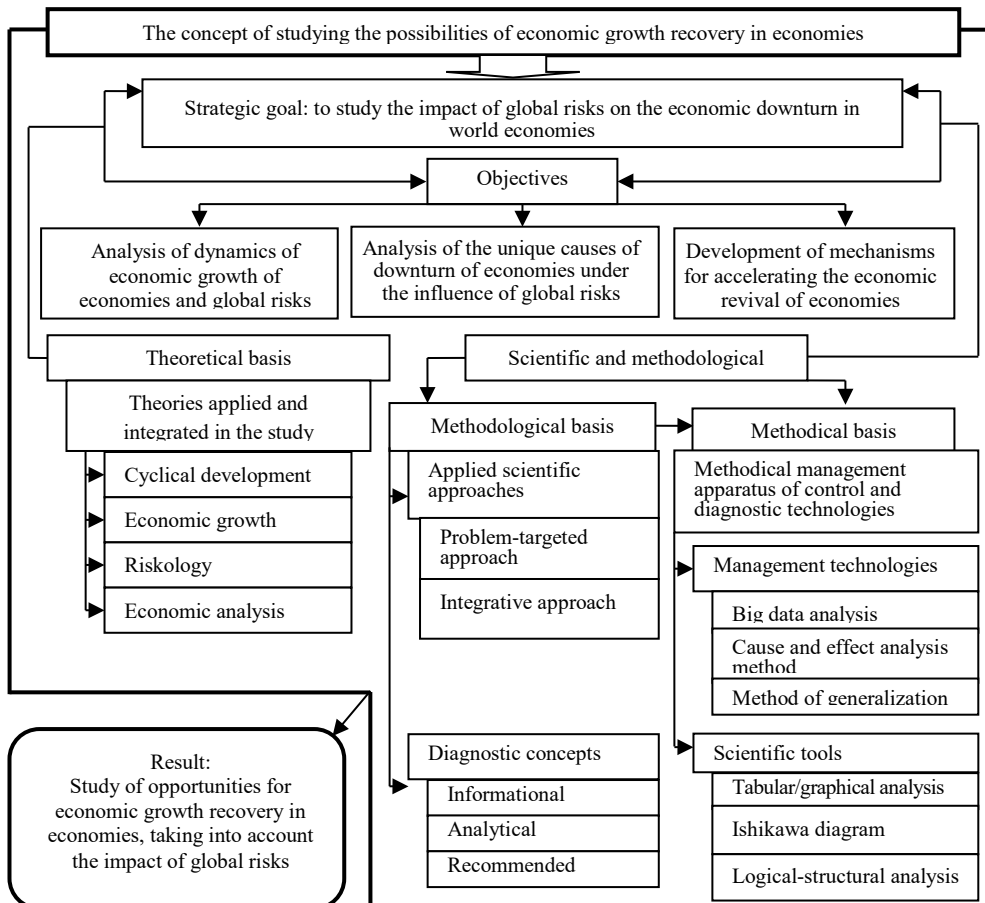 The concept of studying the possibilities of economic growth recovery in economies
Strategic goal: to study the impact of global risks on the economic downturn in
world economies
Objectives
Analysis of dynamics of
economic growth of
economies and global risks
Analysis of the unique causes of
downturn of economies under
the influence of global risks
Development of mechanisms
for accelerating the economic
revival of economies
Theoretical basis
Theories applied and
integrated in the study
Cyclical development
Economic growth
Riskology
Economic analysis
Scientific and methodological
Methodological basis
Applied scientific
approaches
Problem-targeted
approach
Integrative approach
Diagnostic concepts
Informational
Analytical
Recommended
Methodical basis
Methodical management
apparatus of control and
diagnostic technologies
Management technologies
Big data analysis
Cause and effect analysis
method
Method of generalization
Scientific tools
Tabular/graphical analysis
Ishikawa diagram
Logical-structural analysis
Result:
Study of opportunities for
economic growth recovery in
economies, taking into account
the impact of global risks